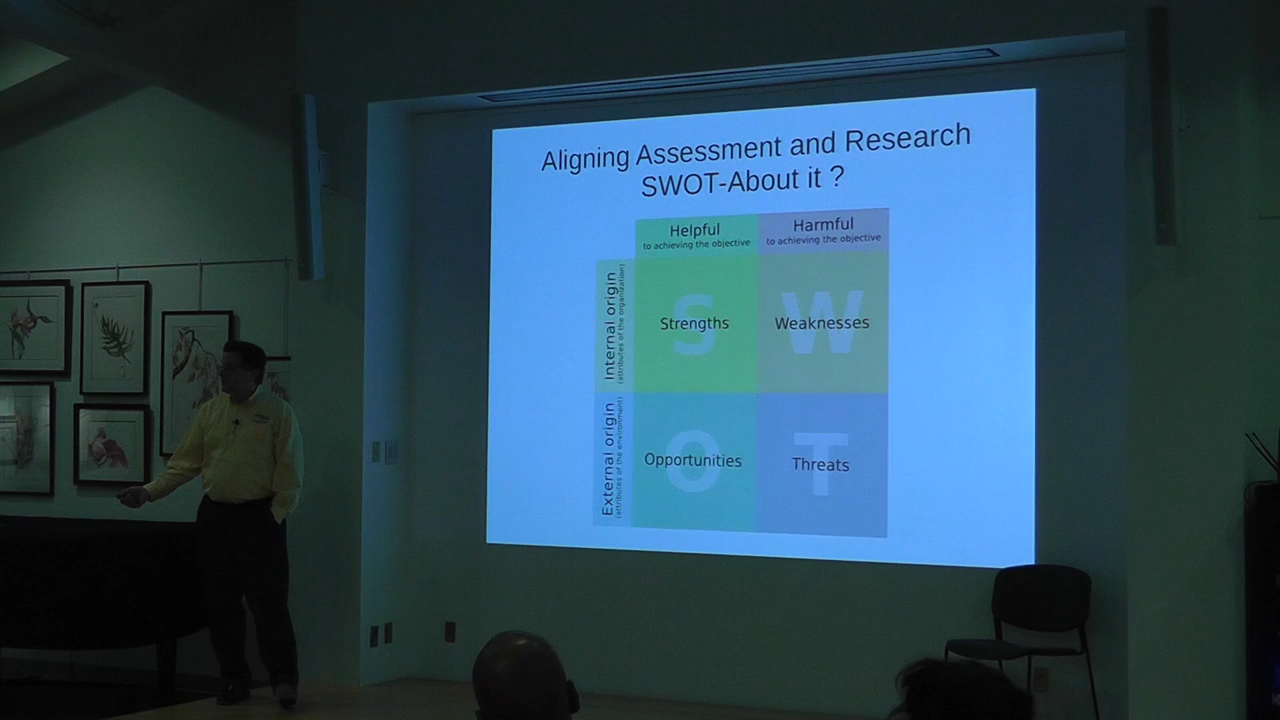 Aligning Assessment and Research
SWOT-About it ?
Helpful
to achieving the objective
Harmful
to achieving the objective
Internal origin
(attributes of the organization)
S
Strengths
W
Weaknesses
External origin
(attributes of the environment)
O
Opportunities
T
Threats